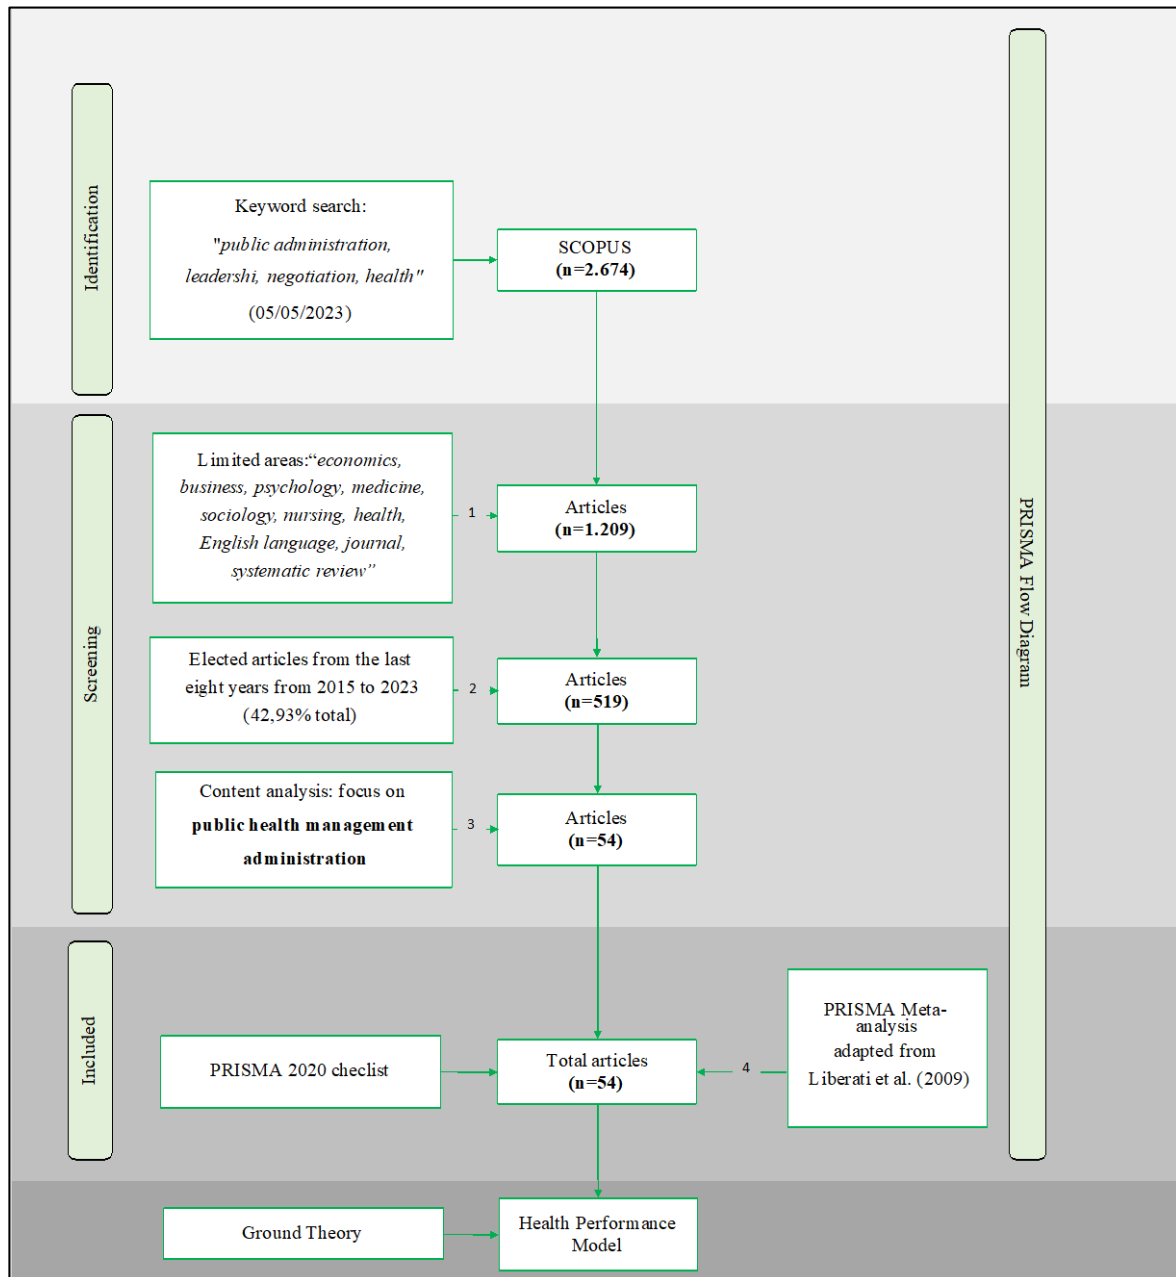 Identification
Keyword search:
"public administration,
leadershi, negotiation, health"
(05/05/2023)
SCOPUS
(n=2.674)
PRISMA Flow Diagram
Screening
Limited areas:“economics,
business, psychology, medicine,
sociology, nursing, health,
English language, journal,
systematic review”
1
Articles
(n=1.209)
Elected articles from the last
eight years from 2015 to 2023
(42,93% total)
2
Articles
(n=519)
Content analysis: focus on
public health management
administration
3
Articles
(n=54)
Included
PRISMA 2020 checlist
Total articles
(n=54)
4
PRISMA Meta-
analysis
adapted from
Liberati et al. (2009)
Ground Theory
Health Performance
Model